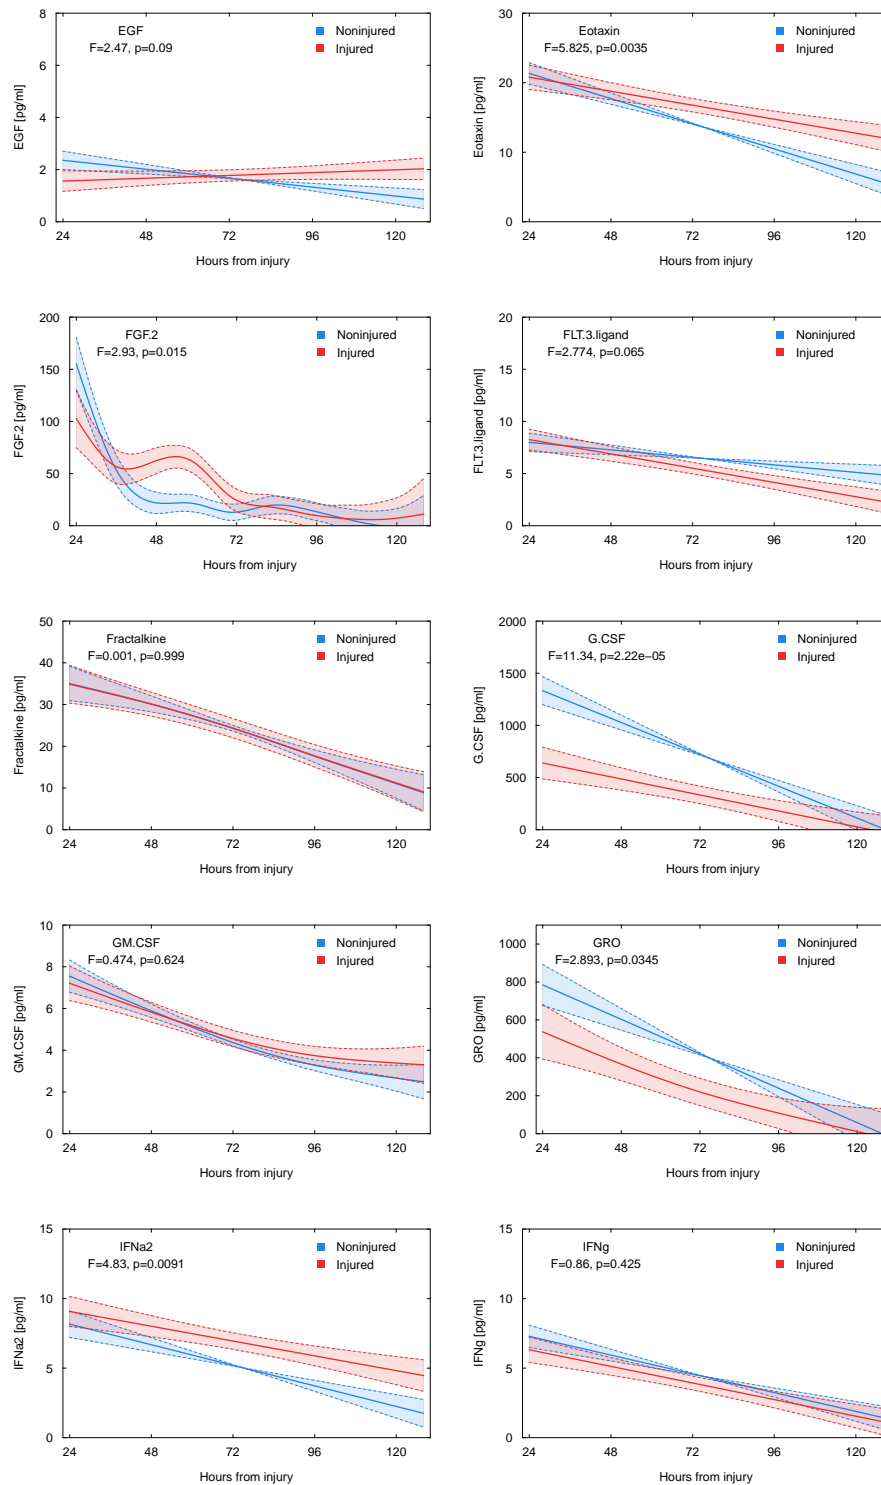 EGF
F=2.47, p=0.09
Noninjured
Injured
EGF [pg/ml]
8
6
4
2
0
24 48 72 96 120
Hours from injury
Eotaxin
F=5.825, p=0.0035
Noninjured
Injured
Eotaxin [pg/ml]
30
20
10
0
24 48 72 96 120
Hours from injury
FGF.2
F=2.93, p=0.015
Noninjured
Injured
FGF.2 [pg/ml]
200
150
100
50
0
24 48 72 96 120
Hours from injury
FLT.3.ligand
F=2.774, p=0.065
Noninjured
Injured
FLT.3.ligand [pg/ml]
20
15
10
5
0
24 48 72 96 120
Hours from injury
Fractalkine
F=0.001, p=0.999
Noninjured
Injured
Fractalkine [pg/ml]
50
40
30
20
10
0
24 48 72 96 120
Hours from injury
G.CSF
F=11.34, p=2.22e−05
Noninjured
Injured
G.CSF [pg/ml]
2000
1500
1000
500
0
24 48 72 96 120
Hours from injury
GM.CSF
F=0.474, p=0.624
Noninjured
Injured
GM.CSF [pg/ml]
10
8
6
4
2
0
24 48 72 96 120
Hours from injury
GRO
F=2.893, p=0.0345
Noninjured
Injured
GRO [pg/ml]
1000
800
600
400
200
0
24 48 72 96 120
Hours from injury
IFNa2
F=4.83, p=0.0091
Noninjured
Injured
IFNa2 [pg/ml]
15
10
5
0
24 48 72 96 120
Hours from injury
IFNg
F=0.86, p=0.425
Noninjured
Injured
IFNg [pg/ml]
15
10
5
0
24 48 72 96 120
Hours from injury